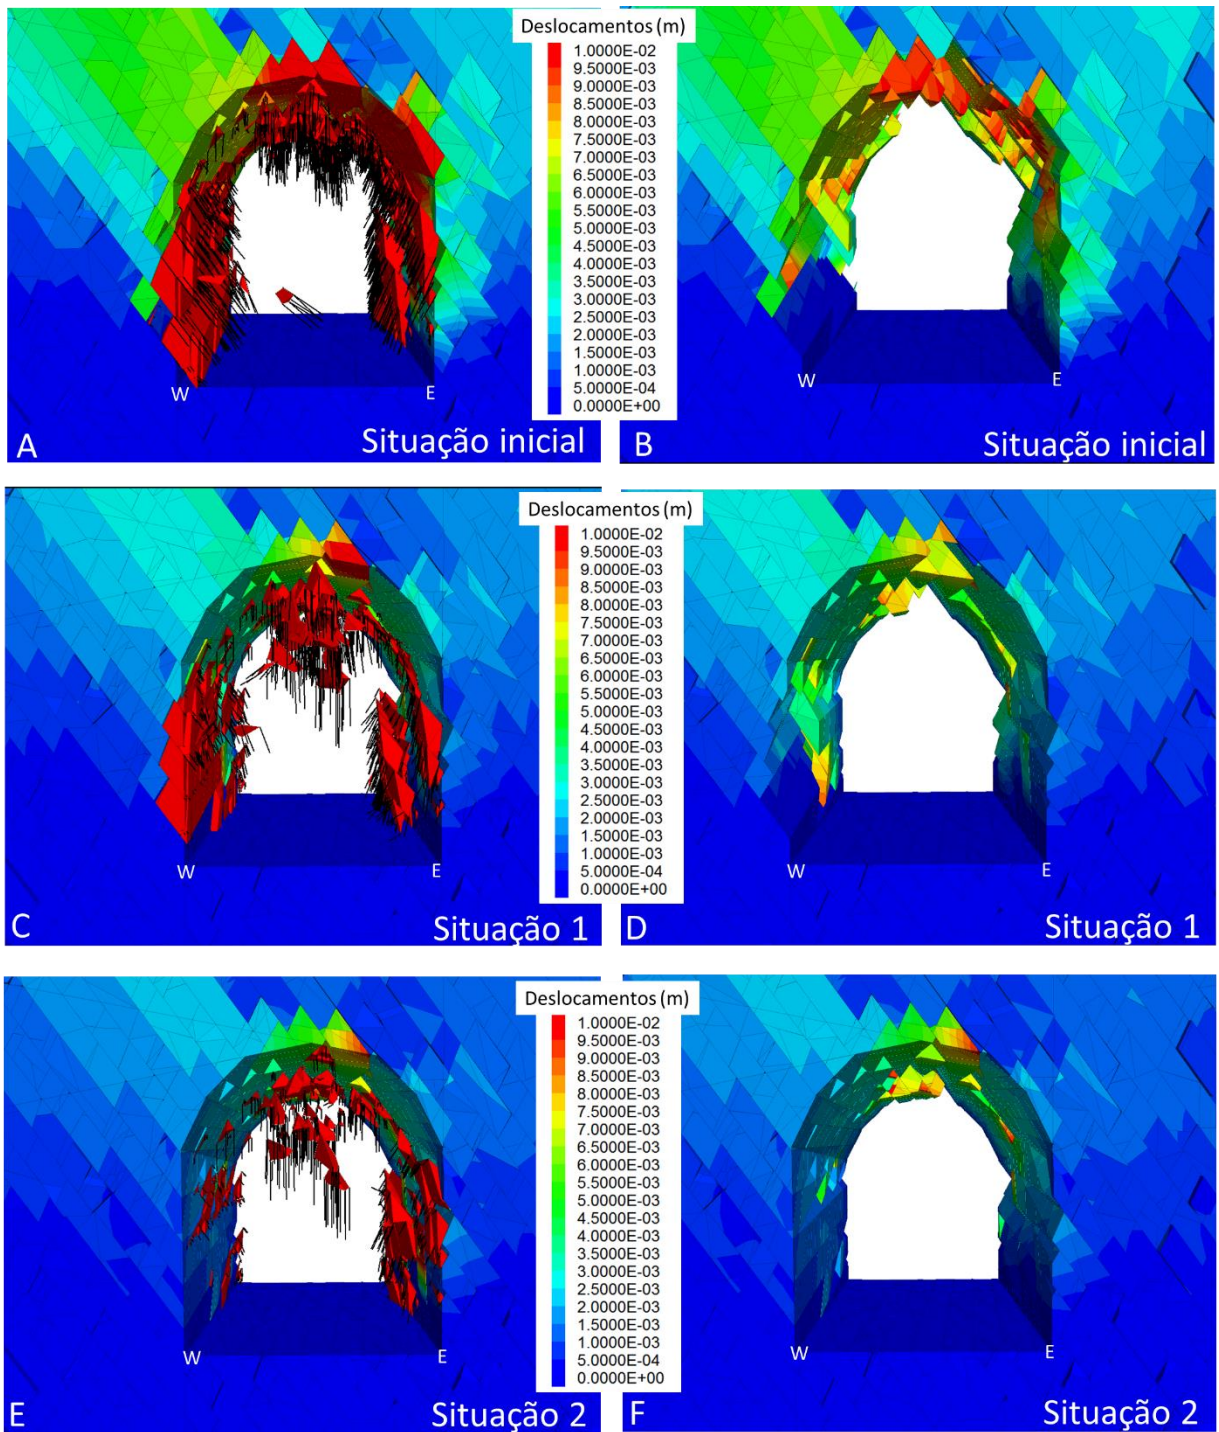 Deslocamentos (m)
1.0000E-02
9.5000E-03
9.0000E-03
8.5000E-03
8.0000E-03
7.5000E-03
7.0000E-03
6.5000E-03
6.0000E-03
5.5000E-03
5.0000E-03
4.5000E-03
4.0000E-03
3.5000E-03
3.0000E-03
2.5000E-03
2.0000E-03
1.5000E-03
1.0000E-03
5.0000E-04
0.0000E+00
W
E
A
Situação inicial
W
E
B
Situação inicial
Deslocamentos (m)
1.0000E-02
9.5000E-03
9.0000E-03
8.5000E-03
8.0000E-03
7.5000E-03
7.0000E-03
6.5000E-03
6.0000E-03
5.5000E-03
5.0000E-03
4.5000E-03
4.0000E-03
3.5000E-03
3.0000E-03
2.5000E-03
2.0000E-03
1.5000E-03
1.0000E-03
5.0000E-04
0.0000E+00
W
E
C
Situação 1
W
E
D
Situação 1
Deslocamentos (m)
1.0000E-02
9.5000E-03
9.0000E-03
8.5000E-03
8.0000E-03
7.5000E-03
7.0000E-03
6.5000E-03
6.0000E-03
5.5000E-03
5.0000E-03
4.5000E-03
4.0000E-03
3.5000E-03
3.0000E-03
2.5000E-03
2.0000E-03
1.5000E-03
1.0000E-03
5.0000E-04
0.0000E+00
W
E
E
Situação 2
W
E
F
Situação 2